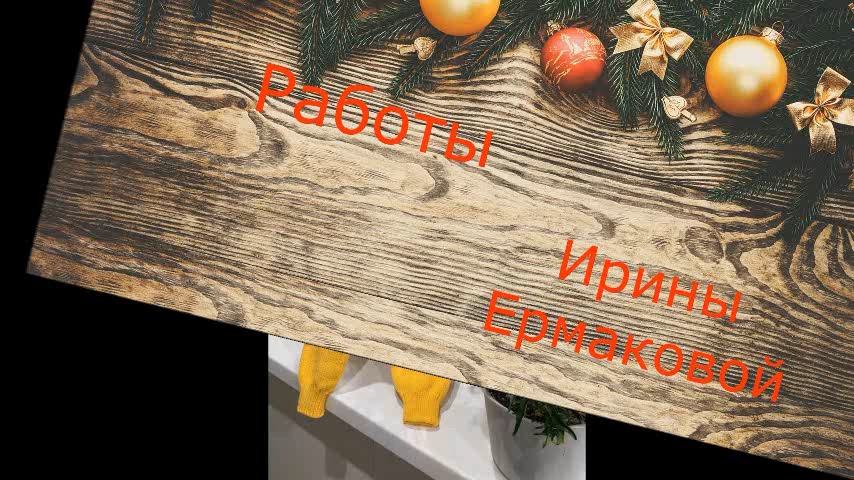 Работы
Ирины
Ермаковой